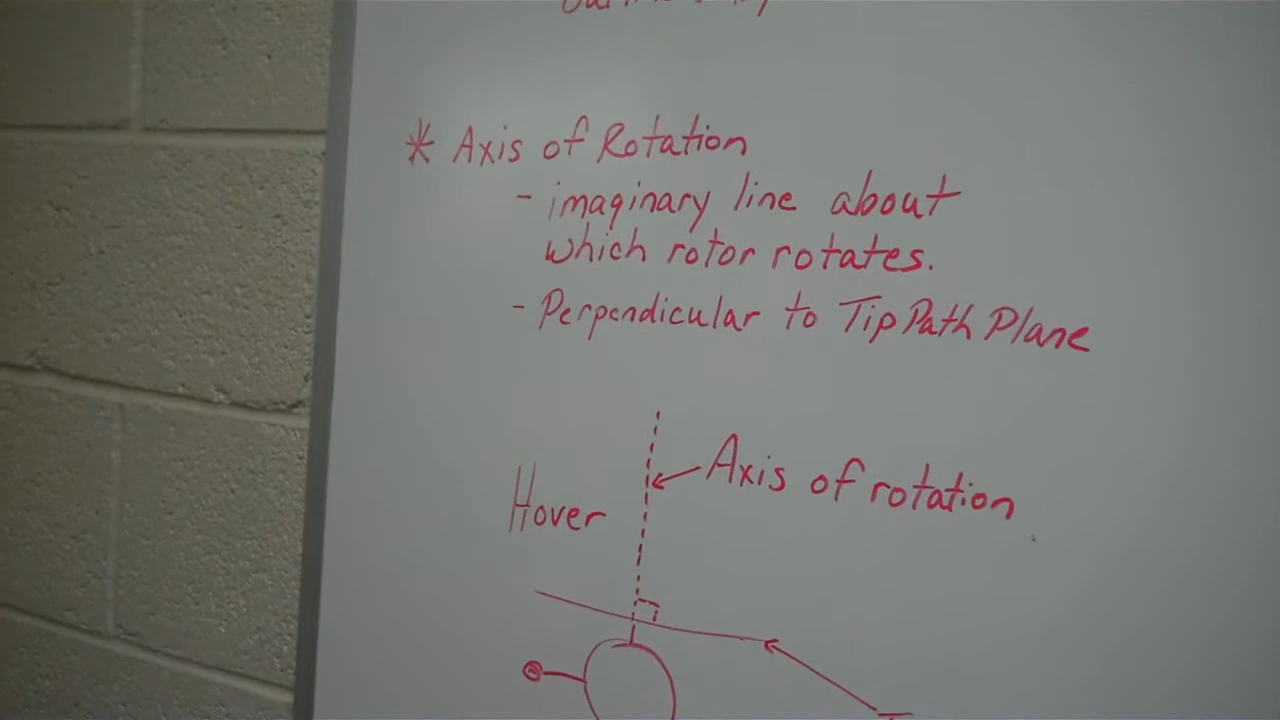 * Axis of Rotation
- imaginary line about
which rotor rotates.
- Perpendicular to Tip Path Plane
Axis of rotation
Hover